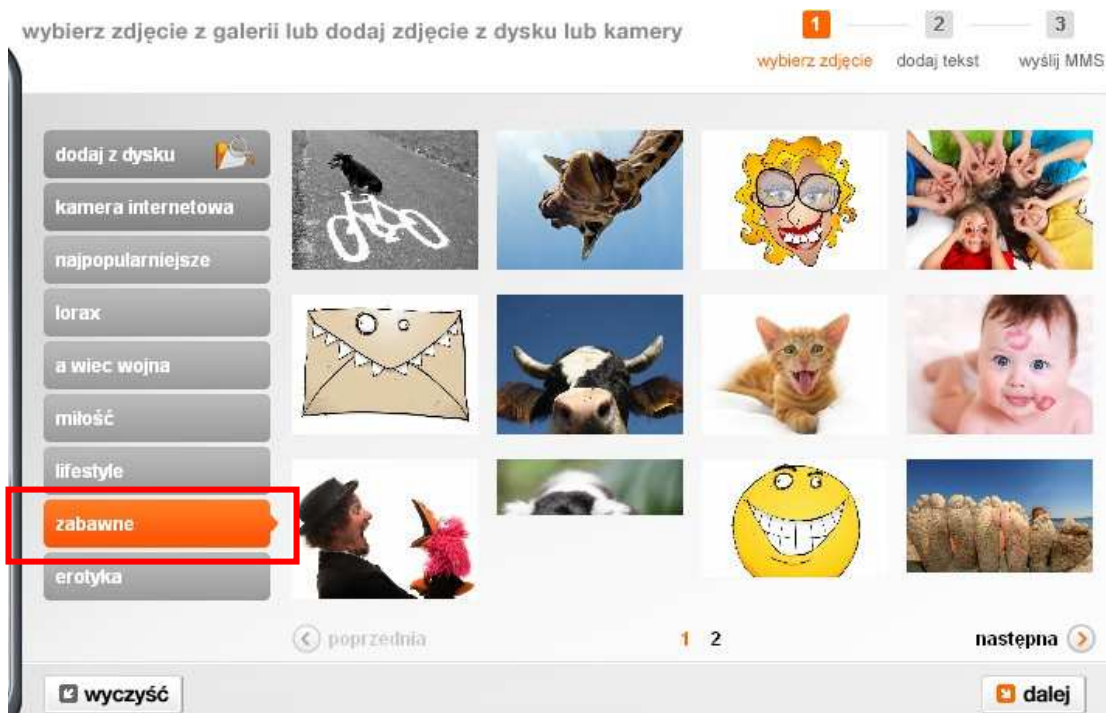 wybierz zdjęcie z galerii lub dodaj zdjęcie z dysku lub kamery
1 2 3
wybierz zdjęcie dodaj tekst wyślij MMS
dodaj z dysku
kamera internetowa
najpopularniejsze
lorax
a wiec wojna
miłość
lifestyle
zabawne
erotyka
poprzednia 1 2 następna
wyczyść dalej